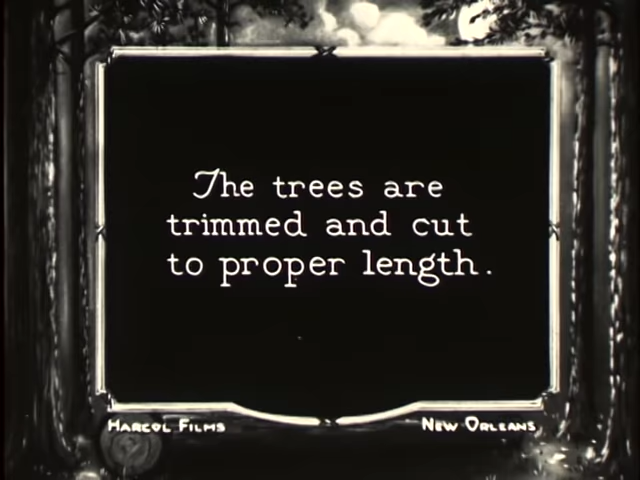 The trees are
trimmed and cut
to proper length.
Harcol Films
New Orleans